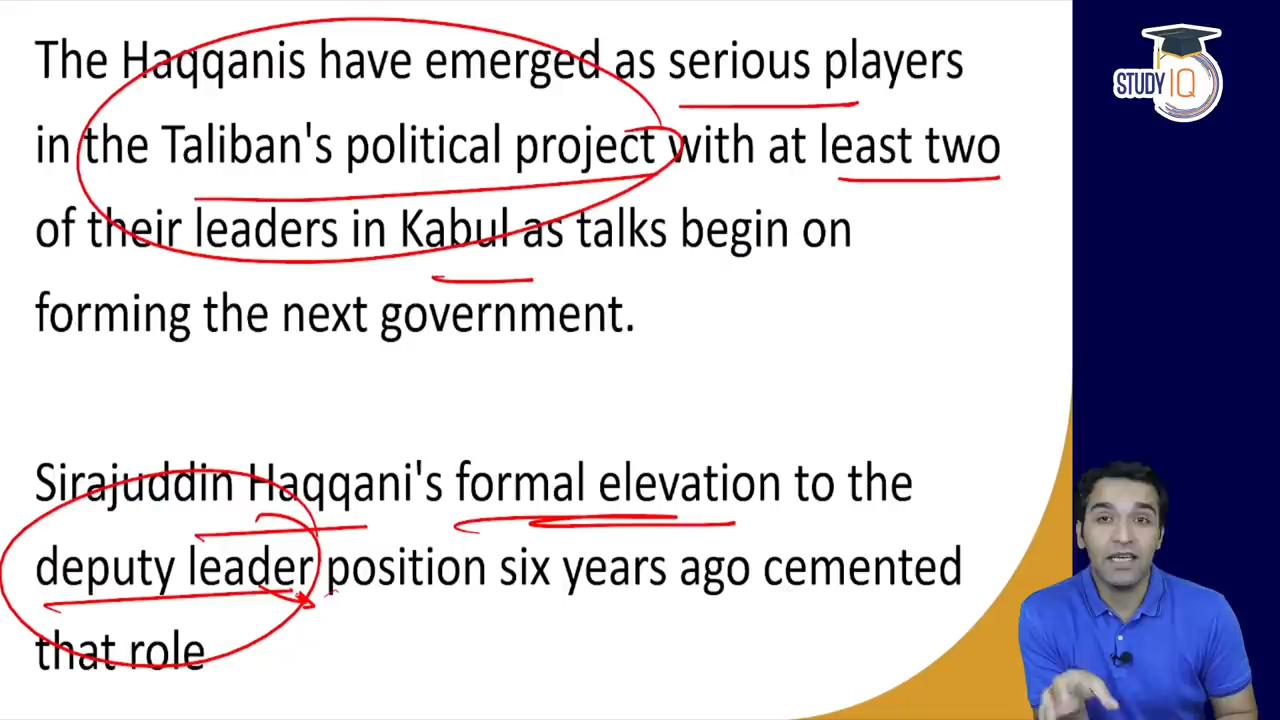 The Haqqanis have emerged as serious players
in the Taliban's political project with at least two
of their leaders in Kabul as talks begin on
forming the next government.
Sirajuddin Haqqani's formal elevation to the
deputy leader position six years ago cemented
that role
STUDY IQ